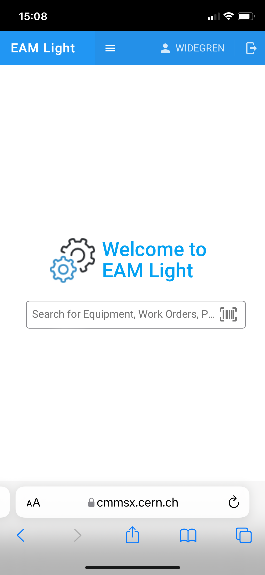 15:08
EAM Light
WIDEGREN
Welcome to
EAM Light
Search for Equipment, Work Orders, P...
AA
cmmsx.cern.ch